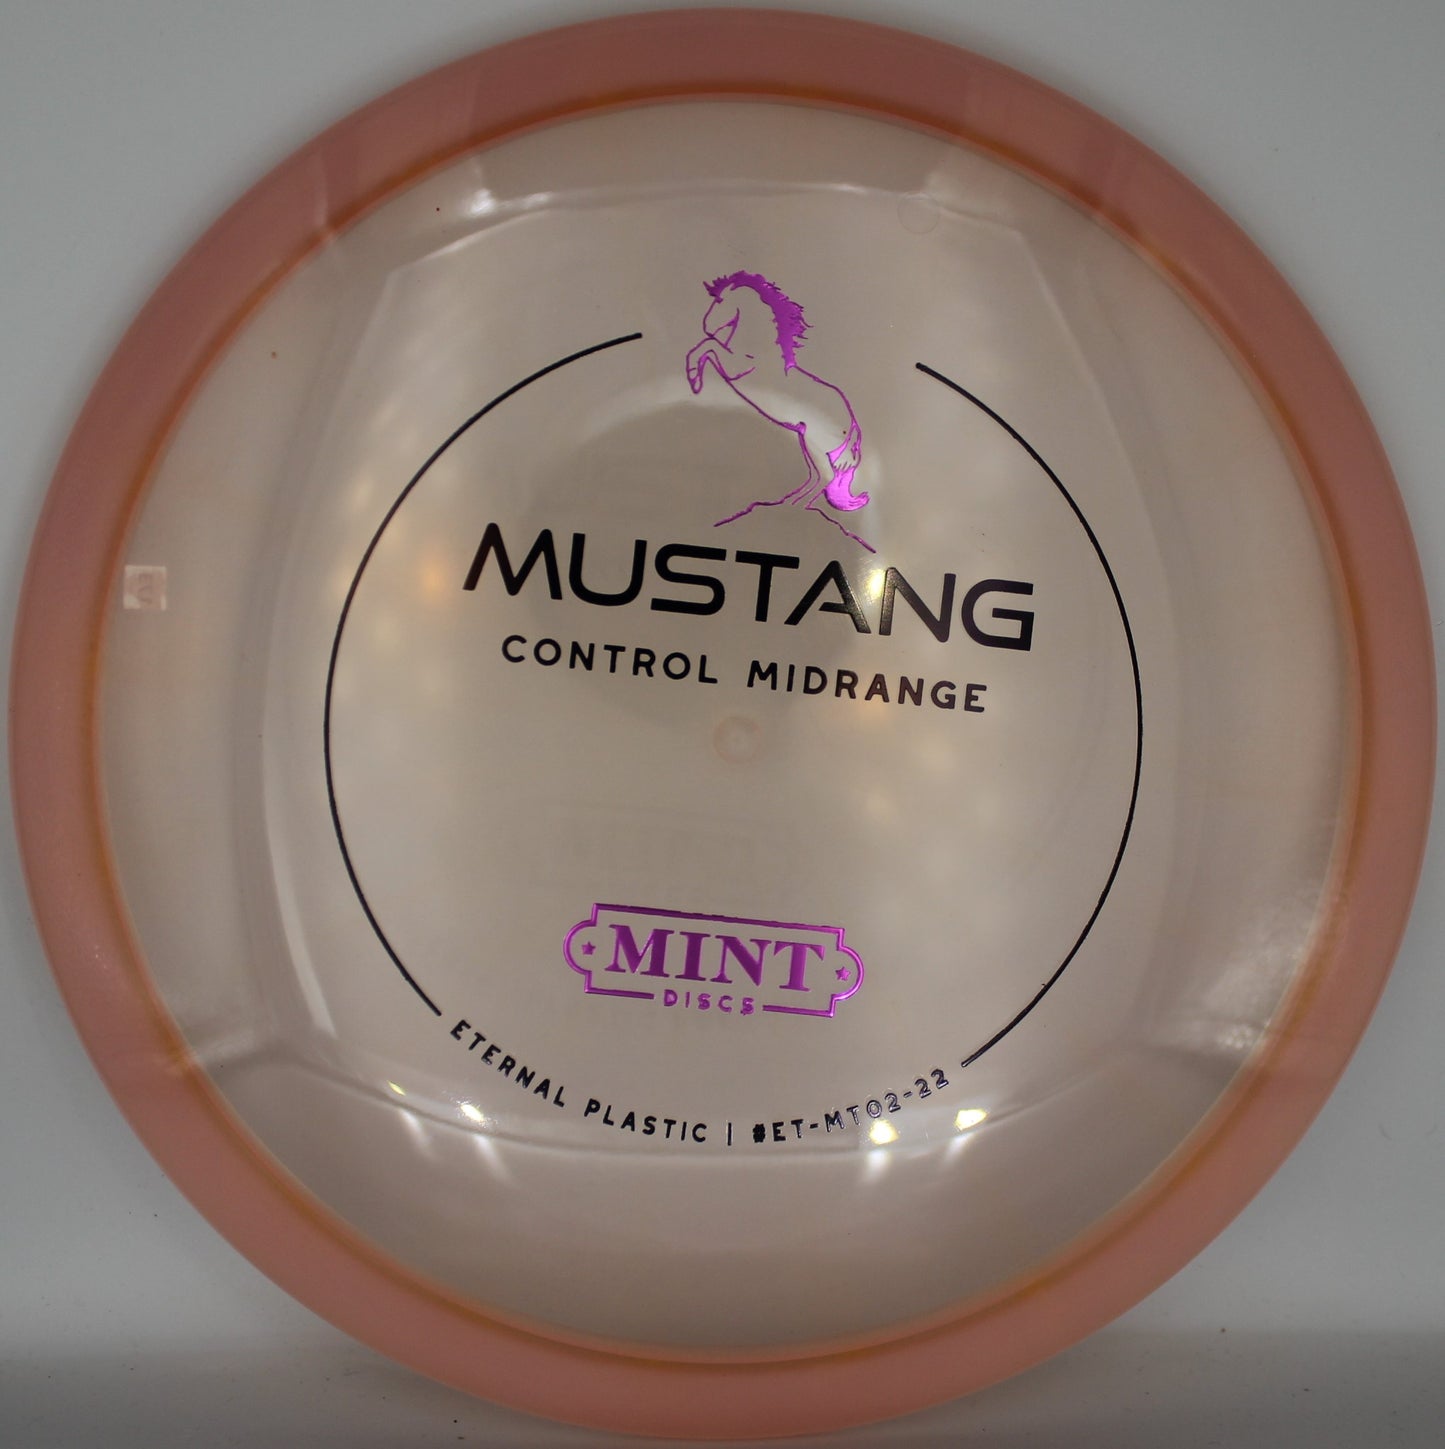 MUSTANG
CONTROL MIDRANGE
MINT
DISCS
ETERNAL PLASTIC | #ET-MT02-22